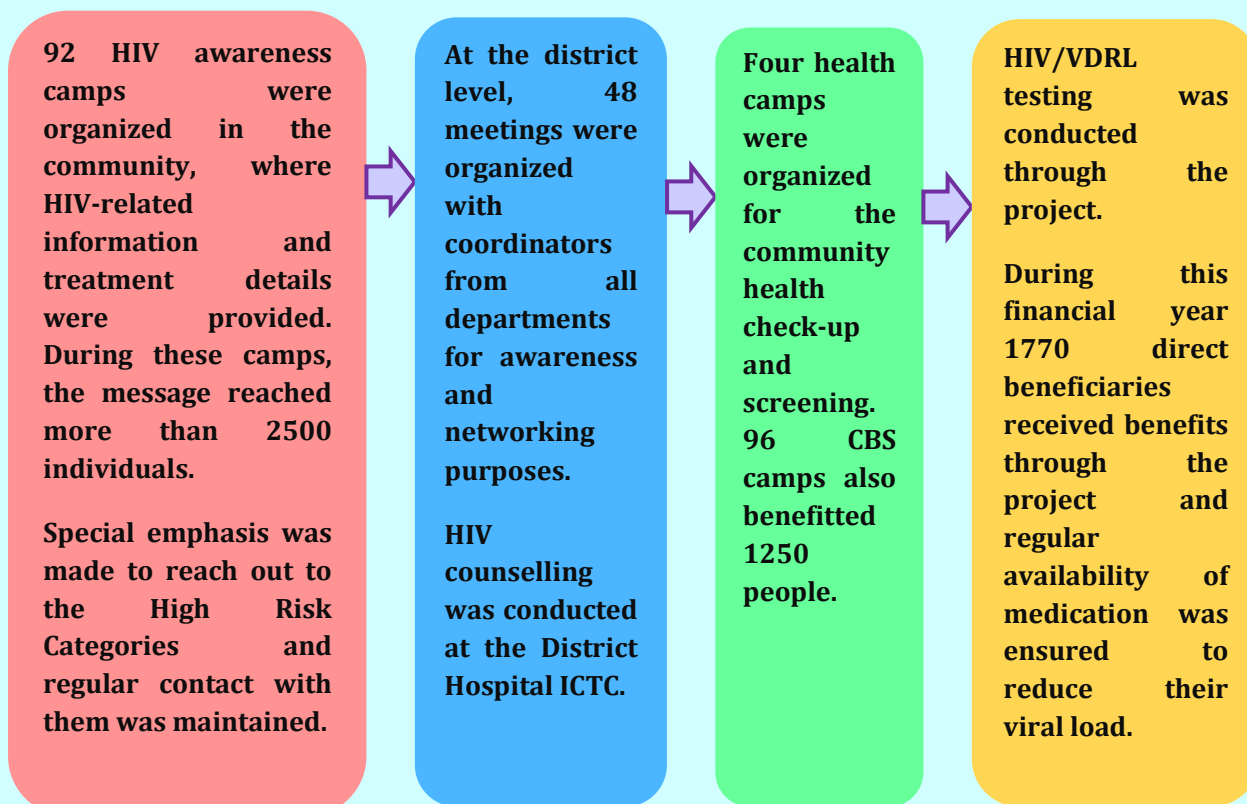 92 HIV awareness
camps were
organized in the
community, where
HIV-related
information and
treatment details
were provided.
During these camps,
the message reached
more than 2500
individuals.
Special emphasis was
made to reach out to
the High Risk
Categories and
regular contact with
them was maintained.
At the district
level, 48
meetings were
organized
with
coordinators
from all
departments
for awareness
and
networking
purposes.
HIV
counselling
was conducted
at the District
Hospital ICTC.
Four health
camps
were
organized
for the
community
health
check-up
and
screening.
96 CBS
camps also
benefitted
1250
people.
HIV/VDRL
testing was
conducted
through the
project.
During this
financial year
1770 direct
beneficiaries
received benefits
through the
project and
regular
availability of
medication was
ensured to
reduce their
viral load.